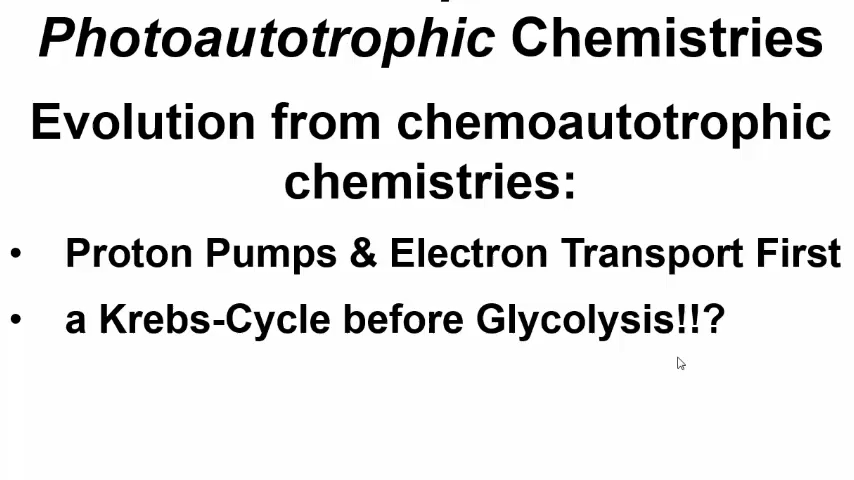 Photoautotrophic Chemistries
Evolution from chemoautotrophic
chemistries:
• Proton Pumps & Electron Transport First
• a Krebs-Cycle before Glycolysis!!?